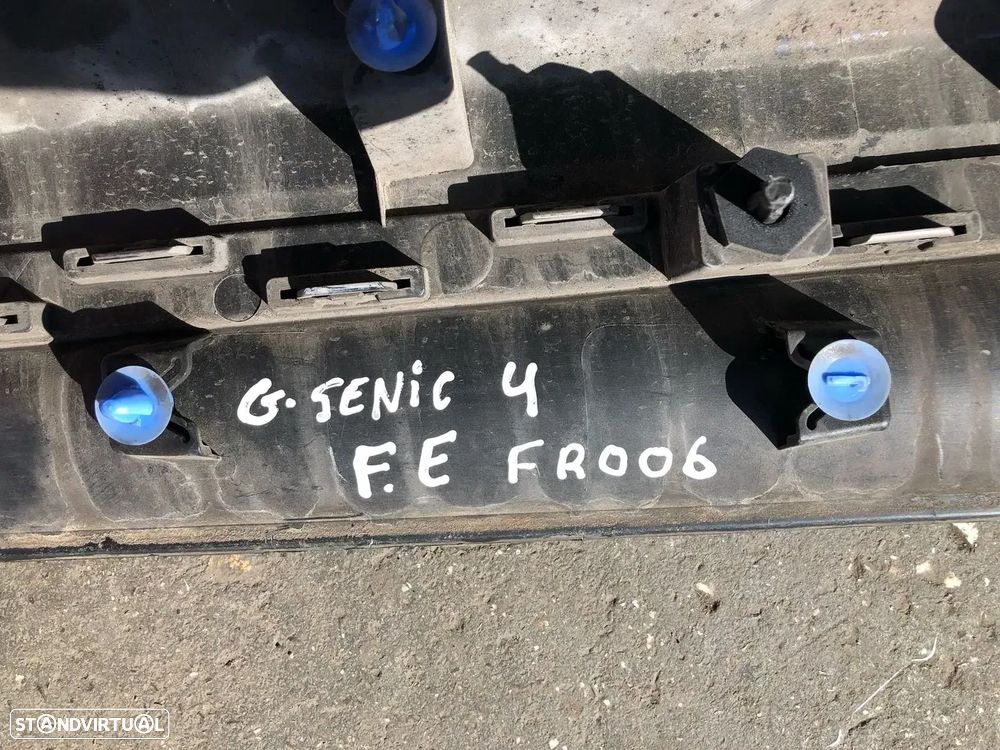 G.SENIC 4
F.E FR006
STANDVIRTUAL